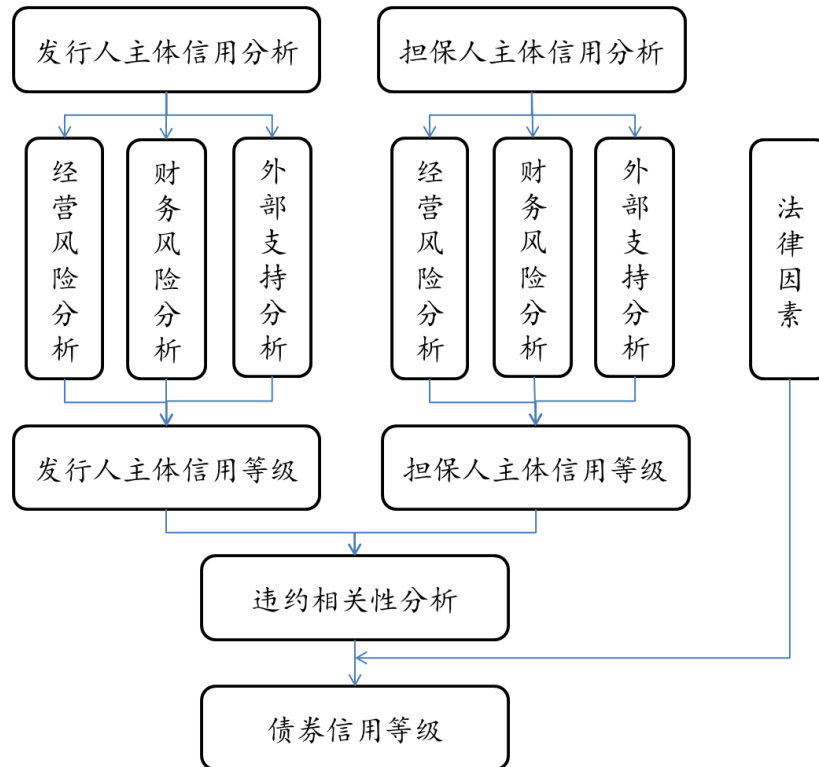 发行人主体信用分析
担保人主体信用分析
经营风险分析
财务风险分析
外部支持分析
经营风险分析
财务风险分析
外部支持分析
法律因素
发行人主体信用等级
担保人主体信用等级
违约相关性分析
债券信用等级